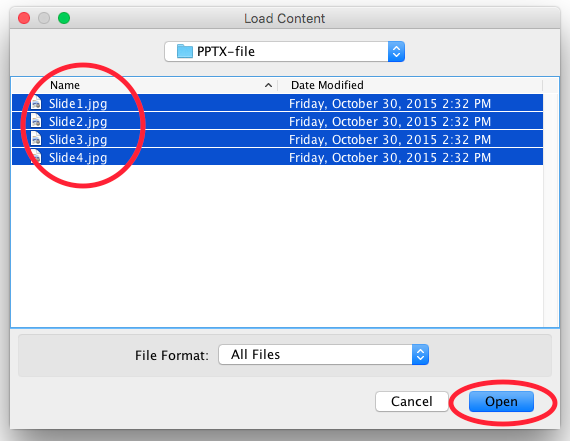 Load Content
PPTX-file
Name Date Modified
Slide1.jpg Friday, October 30, 2015 2:32 PM
Slide2.jpg Friday, October 30, 2015 2:32 PM
Slide3.jpg Friday, October 30, 2015 2:32 PM
Slide4.jpg Friday, October 30, 2015 2:32 PM
File Format: All Files
Cancel Open